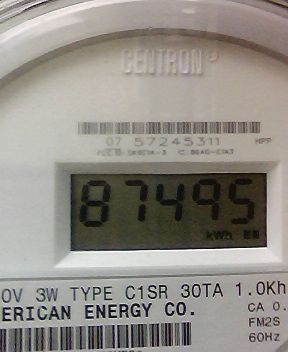 CENTRON®
07 57245311 HPP
87495
kWh
0V 3W TYPE C1SR 30TA 1.0Kh
ERICAN ENERGY CO. CA 0.
FM2S
60Hz